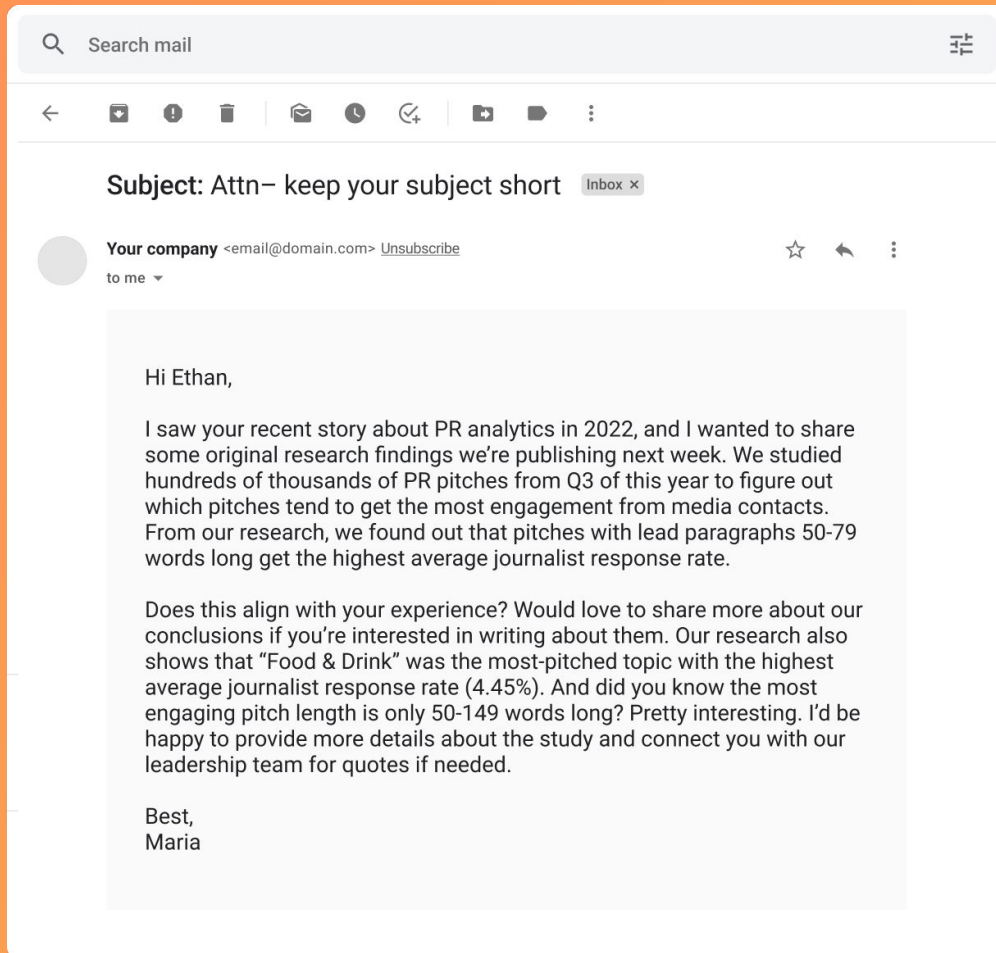 Search mail
Subject: Attn– keep your subject short Inbox ×
Your company <email@domain.com> Unsubscribe
to me
Hi Ethan,
I saw your recent story about PR analytics in 2022, and I wanted to share
some original research findings we’re publishing next week. We studied
hundreds of thousands of PR pitches from Q3 of this year to figure out
which pitches tend to get the most engagement from media contacts.
From our research, we found out that pitches with lead paragraphs 50-79
words long get the highest average journalist response rate.
Does this align with your experience? Would love to share more about our
conclusions if you’re interested in writing about them. Our research also
shows that “Food & Drink” was the most-pitched topic with the highest
average journalist response rate (4.45%). And did you know the most
engaging pitch length is only 50-149 words long? Pretty interesting. I’d be
happy to provide more details about the study and connect you with our
leadership team for quotes if needed.
Best,
Maria